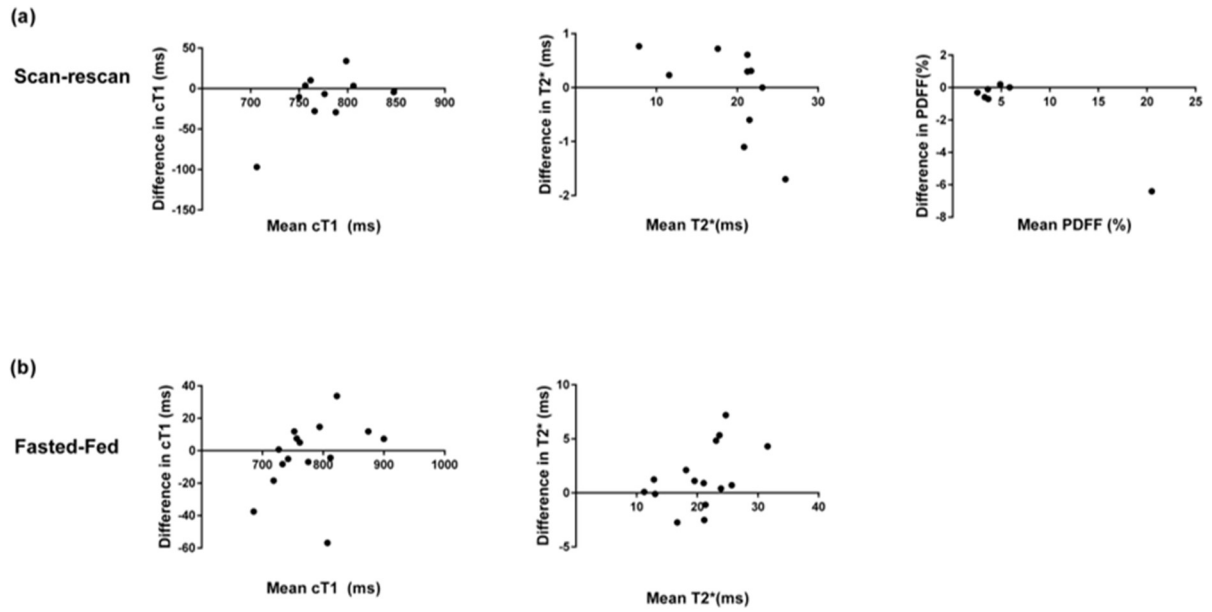 (a)
Scan-rescan
Difference in cT1 (ms)
50
0
-50
-100
-150
700 750 800 850 900
Mean cT1 (ms)
Difference in T2* (ms)
1
0
-1
-2
10 20 30
Mean T2*(ms)
Difference in PDFF(%)
2
0
-2
-4
-6
-8
5 10 15 20 25
Mean PDFF (%)
(b)
Fasted-Fed
Difference in cT1 (ms)
40
20
0
-20
-40
-60
700 800 900 1000
Mean cT1 (ms)
Difference in T2* (ms)
10
5
0
-5
10 20 30 40
Mean T2*(ms)